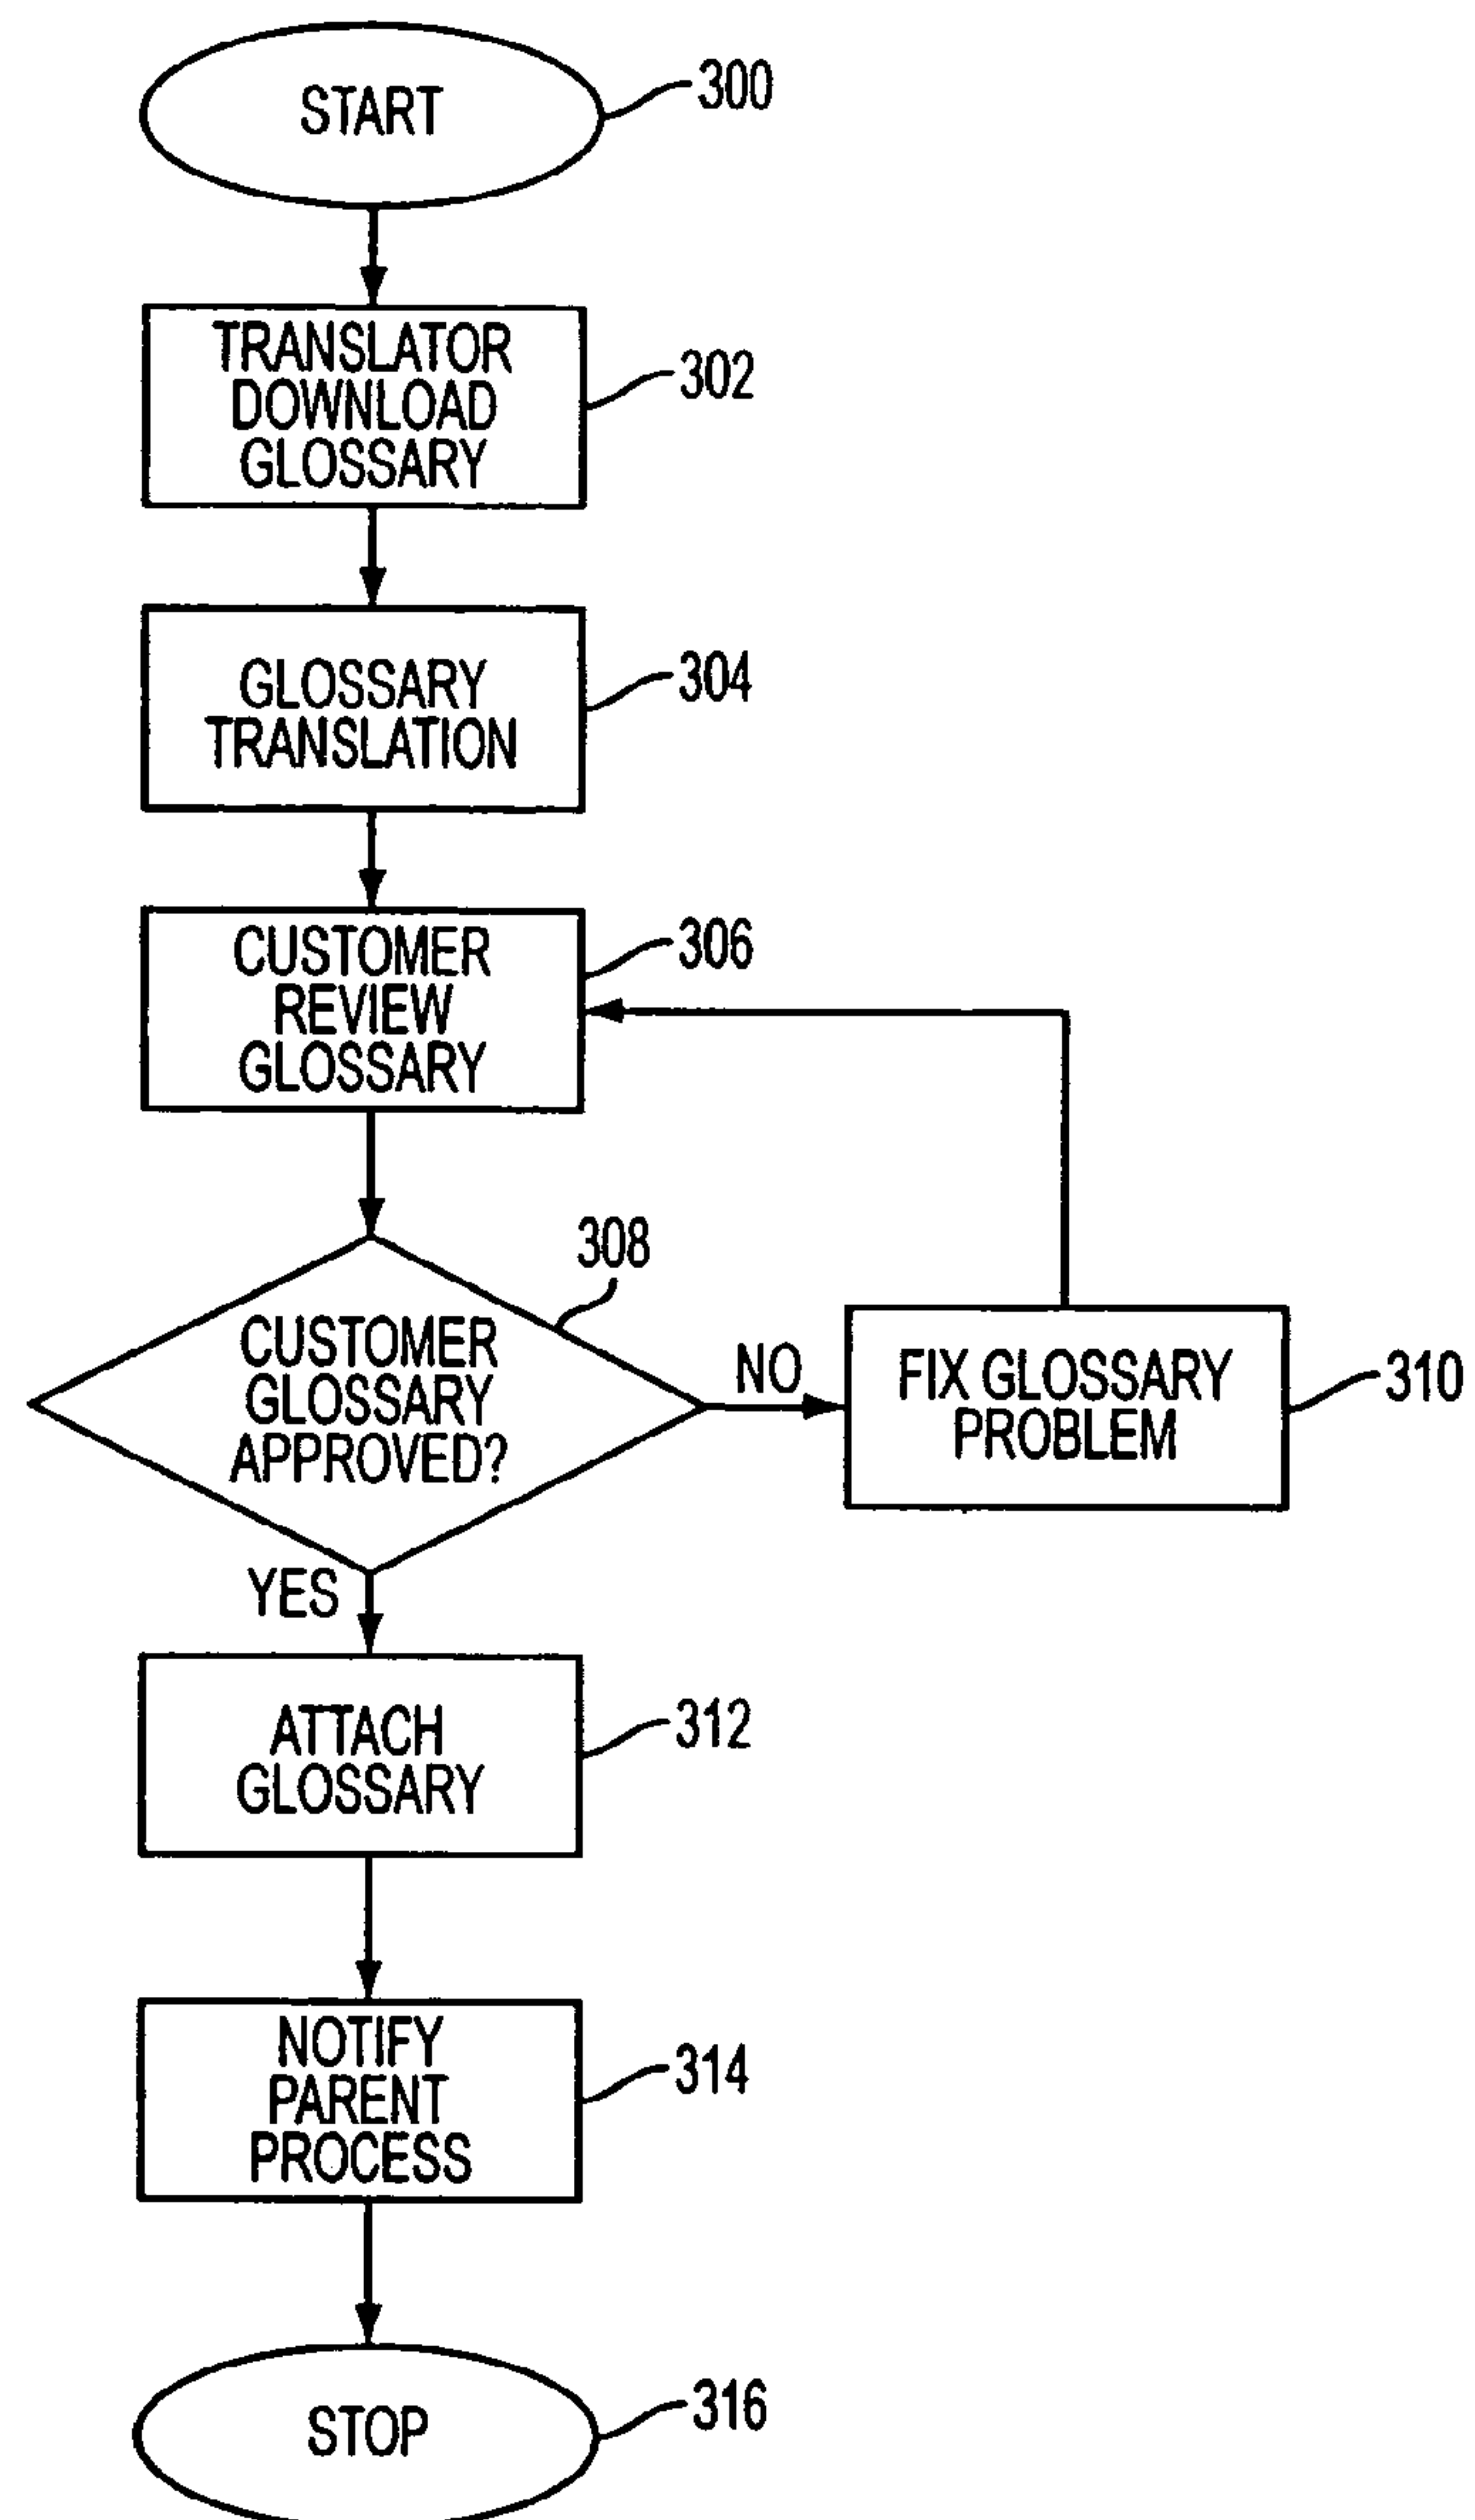 START
300
TRANSLATOR
DOWNLOAD
GLOSSARY
302
GLOSSARY
TRANSLATION
304
CUSTOMER
REVIEW
GLOSSARY
306
308
CUSTOMER
GLOSSARY
APPROVED?
NO
FIX GLOSSARY
PROBLEM
310
YES
ATTACH
GLOSSARY
312
NOTIFY
PARENT
PROCESS
314
STOP
316